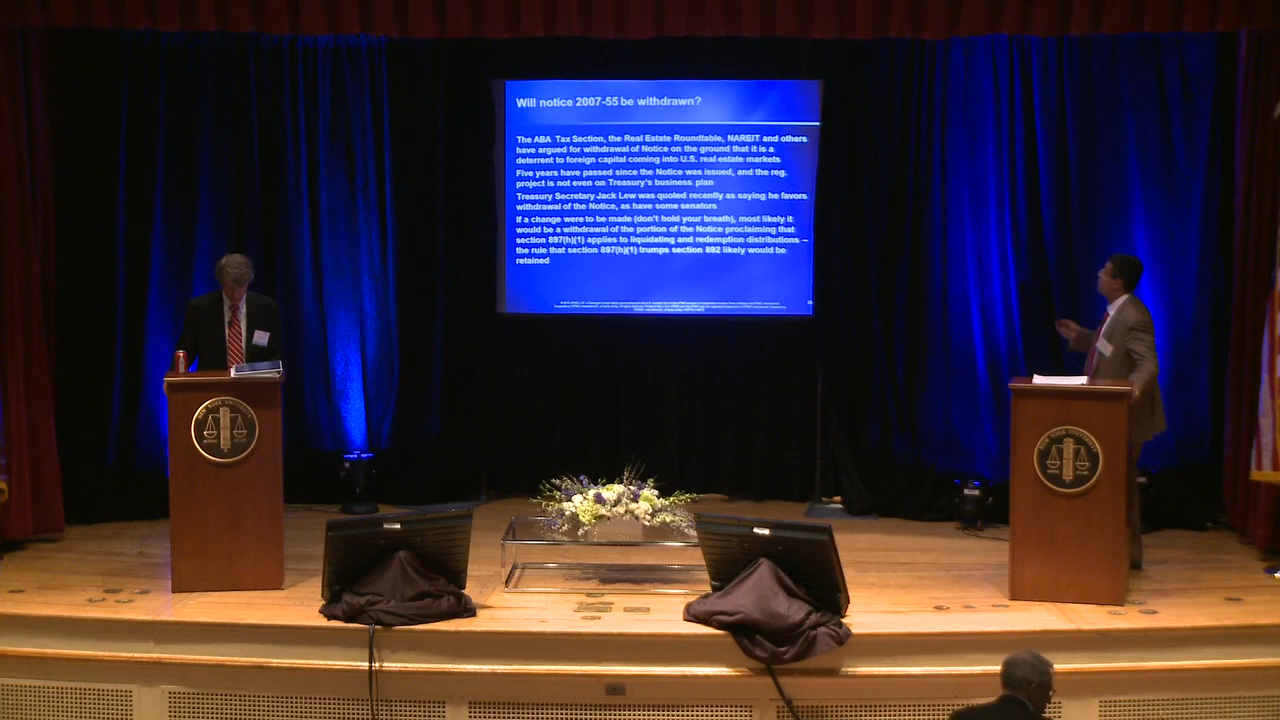 Will notice 2007-55 be withdrawn?
The ABA Tax Section, the Real Estate Roundtable, NAREIT and others
have argued for withdrawal of Notice on the ground that it is a
deterrent to foreign capital coming into U.S. real estate markets
Five years have passed since the Notice was issued, and the reg.
project is not even on Treasury's business plan
Treasury Secretary Jack Lew was quoted recently as saying he favors
withdrawal of the Notice, as have some senators
If a change were to be made (don't hold your breath), most likely it
would be a withdrawal of the portion of the Notice proclaiming that
section 897(h)(1) applies to liquidating and redemption distributions –
the rule that section 897(h)(1) trumps section 892 likely would be
retained
NEW YORK UNIVERSITY
NEW YORK UNIVERSITY